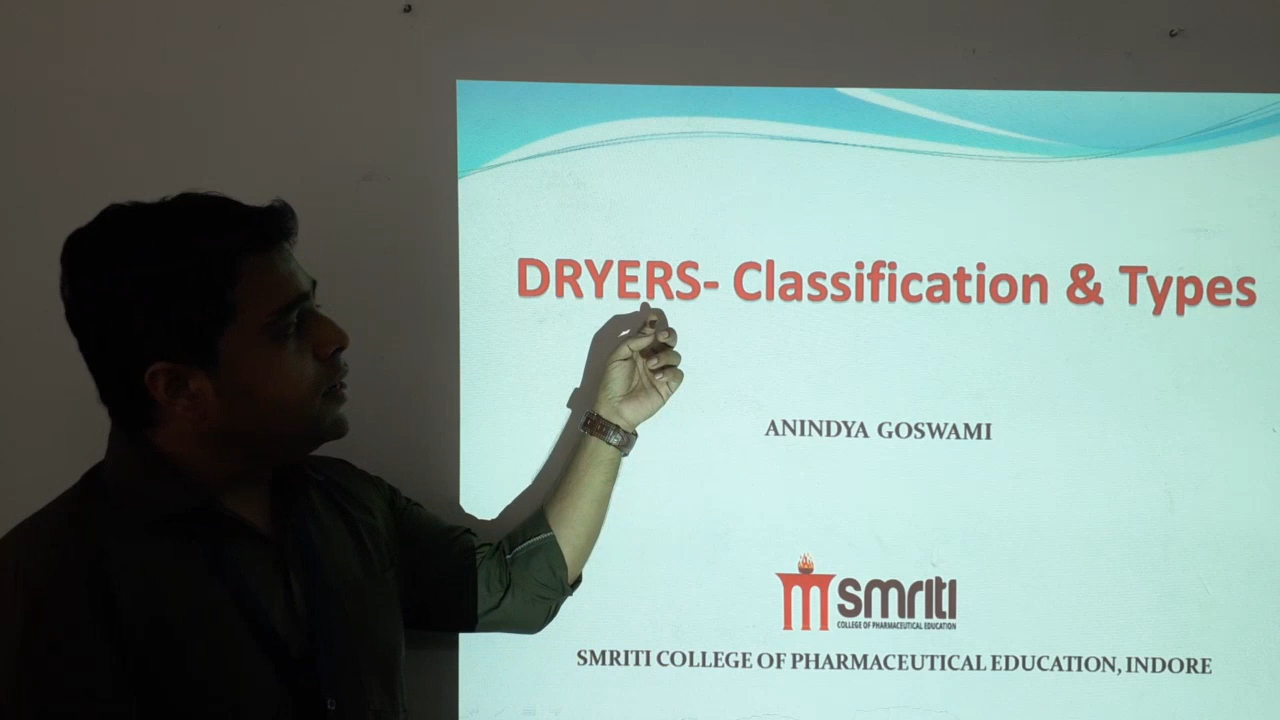 DRYERS- Classification & Types
ANINDYA GOSWAMI
smriti
COLLEGE OF PHARMACEUTICAL EDUCATION
SMRITI COLLEGE OF PHARMACEUTICAL EDUCATION, INDORE